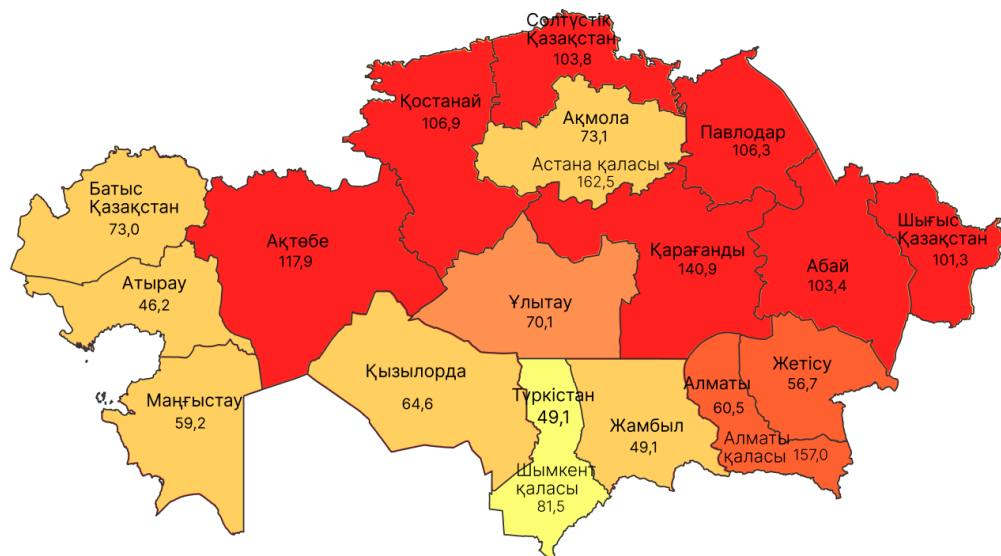 Солтүстік
Қазақстан
103,8
Қостанай
106,9
Ақмола
73,1
Астана қаласы
162,5
Павлодар
106,3
Батыс
Қазақстан
73,0
Ақтөбе
117,9
Қарағанды
140,9
Шығыс
Қазақстан
101,3
Абай
103,4
Атырау
46,2
Ұлытау
70,1
Маңғыстау
59,2
Қызылорда
64,6
Түркістан
49,1
Шымкент
қаласы
81,5
Жамбыл
49,1
Алматы
60,5
Жетісу
56,7
Алматы
қаласы 157,0